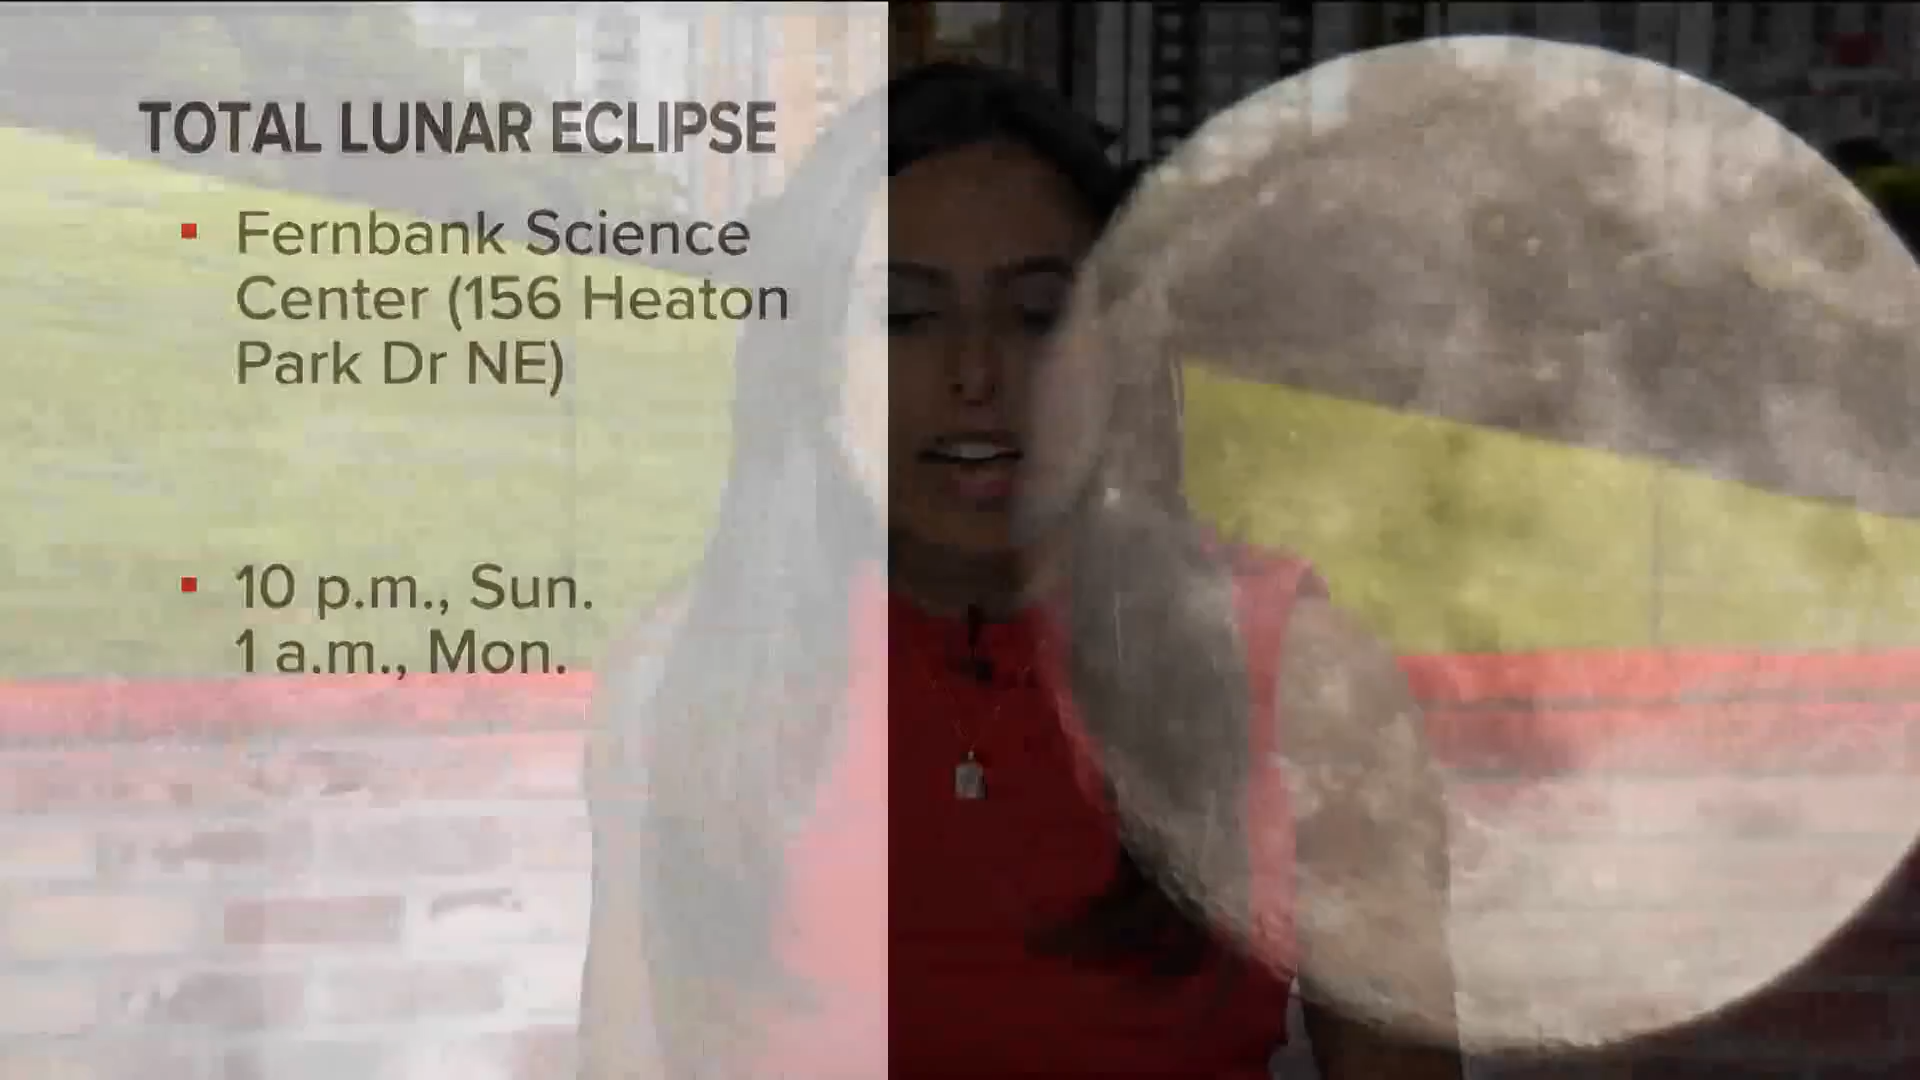 TOTAL LUNAR ECLIPSE
Fernbank Science
Center (156 Heaton
Park Dr NE)
10 p.m., Sun.
1 a.m., Mon.